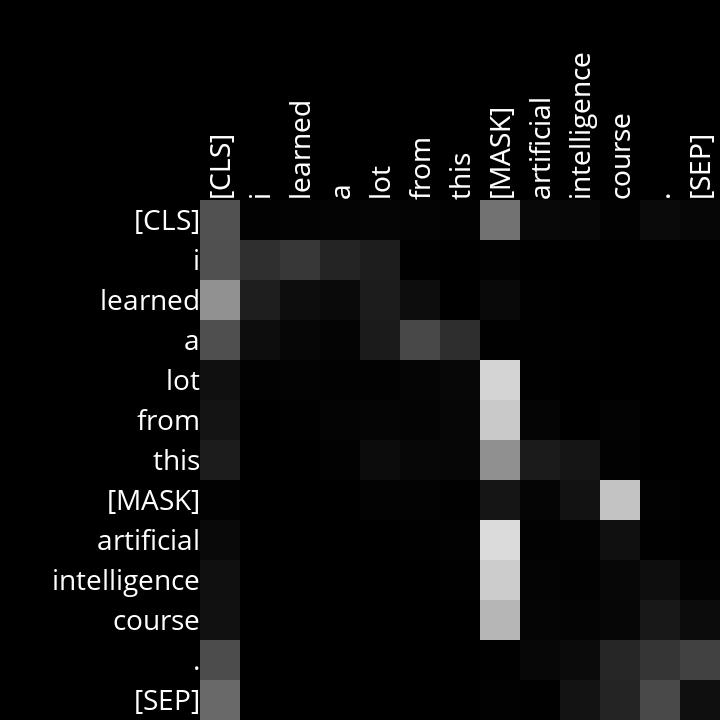 [CLS] i learned a lot from this [MASK] artificial intelligence course . [SEP]
[CLS]
i
learned
a
lot
from
this
[MASK]
artificial
intelligence
course
.
[SEP]